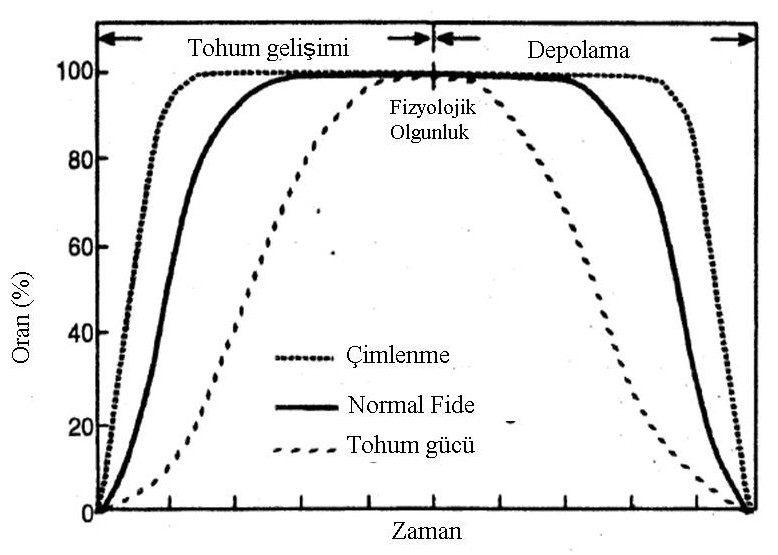 Tohum gelişimi
Depolama
100
80
60
40
20
0
Oran (%)
Fizyolojik
Olgunluk
Çimlenme
Normal Fide
Tohum gücü
Zaman